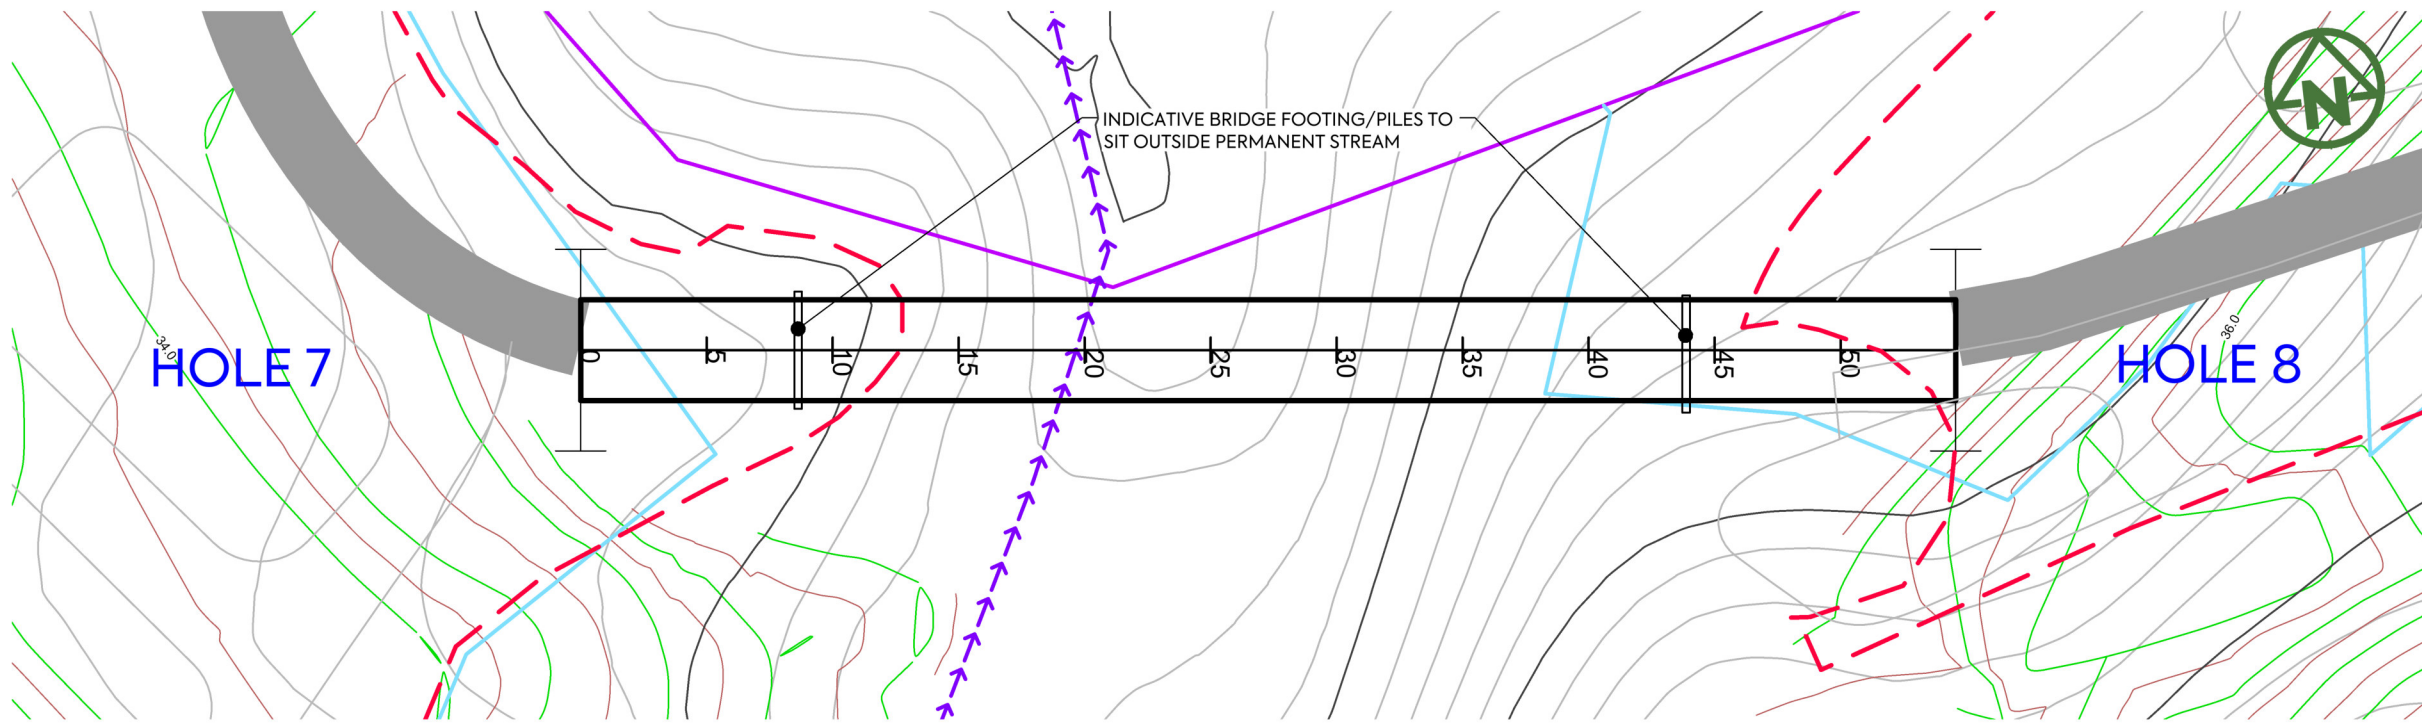 N
INDICATIVE BRIDGE FOOTING/PILES TO
SIT OUTSIDE PERMANENT STREAM
34.0
HOLE 7
0 5 10 15 20 25 30 35 40 45 50
36.0
HOLE 8